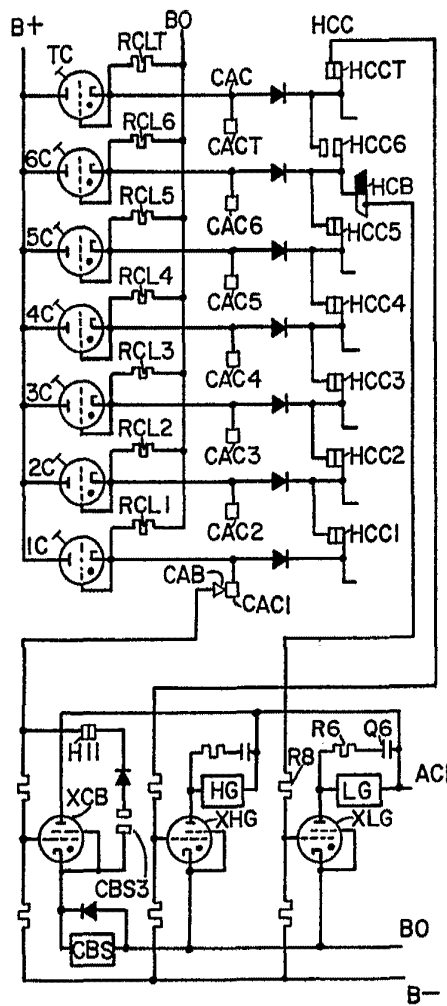 B+
BO
HCC
TC
RCLT
CAC
HCCT
CACT
6C
RCL6
HCC6
HCB
CAC6
5C
RCL5
HCC5
CAC5
4C
RCL4
HCC4
CAC4
3C
RCL3
HCC3
CAC3
2C
RCL2
HCC2
CAC2
1C
RCL1
HCC1
CAB
CAC1
H11
R6
Q6
R8
AC1
HG
LG
XCB
XHG
XLG
CBS3
CBS
BO
B-